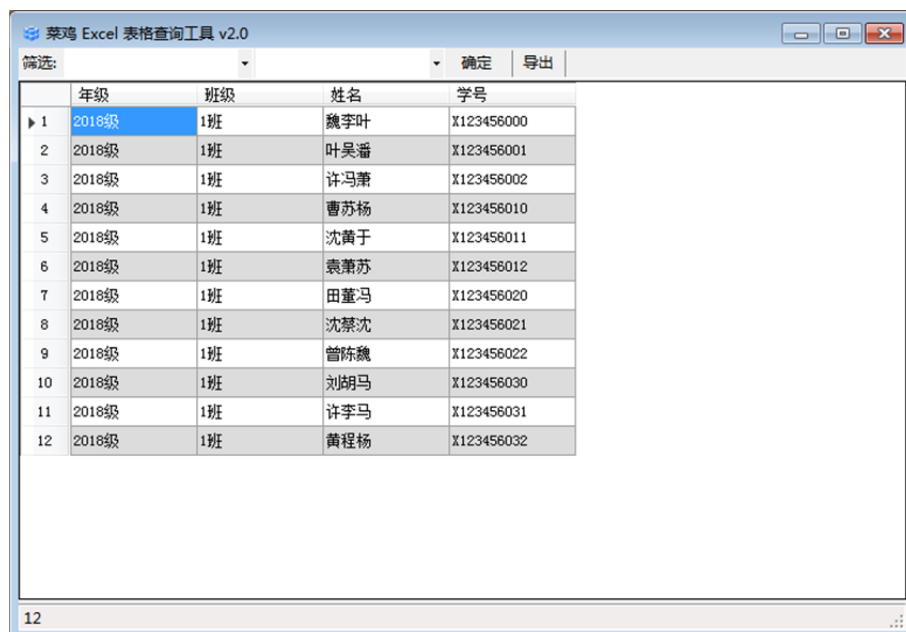 菜鸡 Excel 表格查询工具 v2.0
筛选: 确定 导出
年级 班级 姓名 学号
1 2018级 1班 魏李叶 X123456000
2 2018级 1班 叶吴潘 X123456001
3 2018级 1班 许冯萧 X123456002
4 2018级 1班 曹苏杨 X123456010
5 2018级 1班 沈黄于 X123456011
6 2018级 1班 袁萧苏 X123456012
7 2018级 1班 田董冯 X123456020
8 2018级 1班 沈蔡沈 X123456021
9 2018级 1班 曾陈魏 X123456022
10 2018级 1班 刘胡马 X123456030
11 2018级 1班 许李马 X123456031
12 2018级 1班 黄程杨 X123456032
12